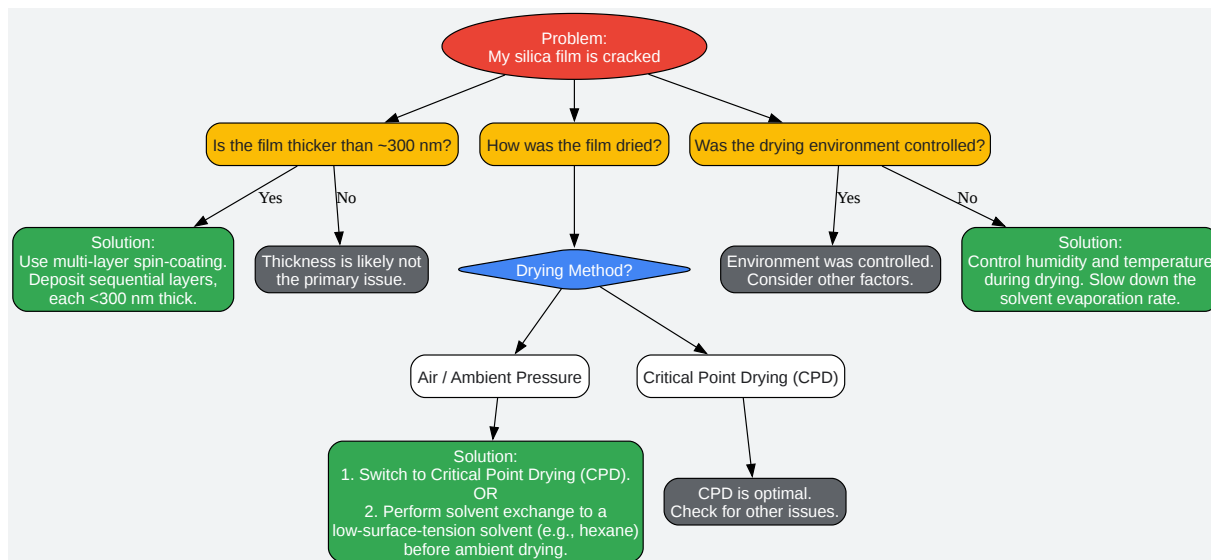 Problem:
My silica film is cracked
Is the film thicker than ~300 nm?
How was the film dried?
Was the drying environment controlled?
Yes
No
Yes
No
Solution:
Use multi-layer spin-coating.
Deposit sequential layers,
each <300 nm thick.
Thickness is likely not
the primary issue.
Drying Method?
Environment was controlled.
Consider other factors.
Solution:
Control humidity and temperature
during drying. Slow down the
solvent evaporation rate.
Air / Ambient Pressure
Critical Point Drying (CPD)
Solution:
1. Switch to Critical Point Drying (CPD).
OR
2. Perform solvent exchange to a
low-surface-tension solvent (e.g., hexane)
before ambient drying.
CPD is optimal.
Check for other issues.